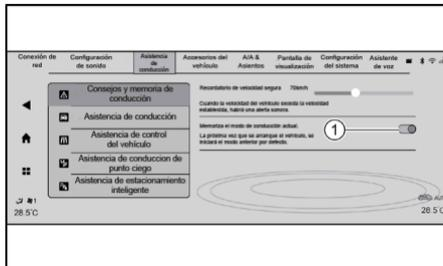 Conexión de red
Configuración de sonido
Asistencia de conducción
Accesorios del vehículo
A/A & Asientos
Pantalla de visualización
Configuración del sistema
Asistente de voz
Consejos y memoria de conducción
Asistencia de conducción
Asistencia de control del vehículo
Asistencia de conduccion de punto ciego
Asistencia de estacionamiento inteligente
Recordatorio de velocidad segura 70km/h
Cuando la velocidad del vehículo exceda la velocidad
establecida, habrá una alerta sonora.
Memoriza el modo de conducción actual.
La próxima vez que se arranque el vehículo, se
iniciará el modo anterior por defecto.
1
1
28.5°C
28.5